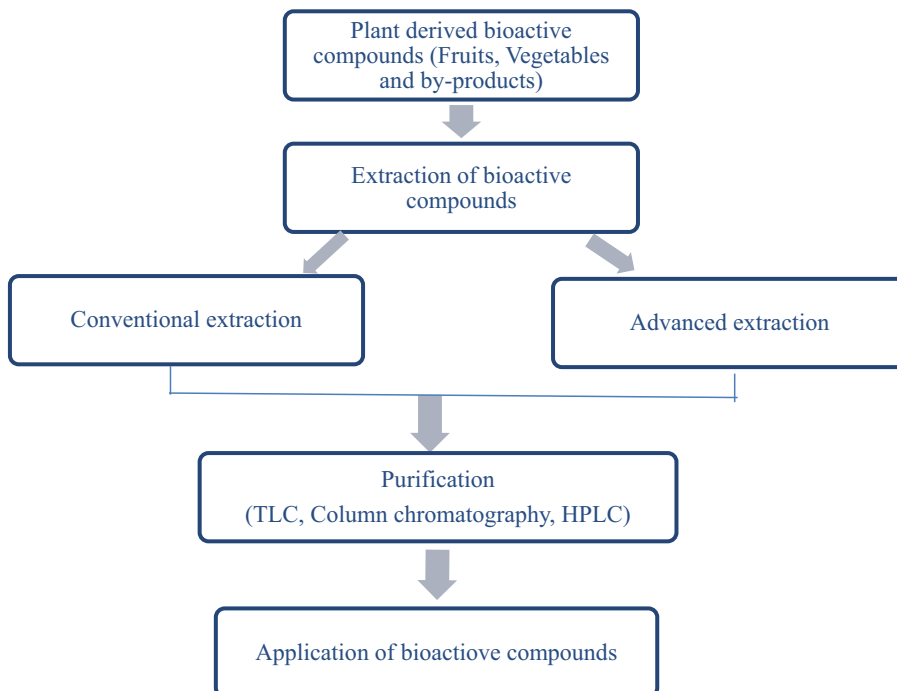 Plant derived bioactive
compounds (Fruits, Vegetables
and by-products)
Extraction of bioactive
compounds
Conventional extraction
Advanced extraction
Purification
(TLC, Column chromatography, HPLC)
Application of bioactiove compounds